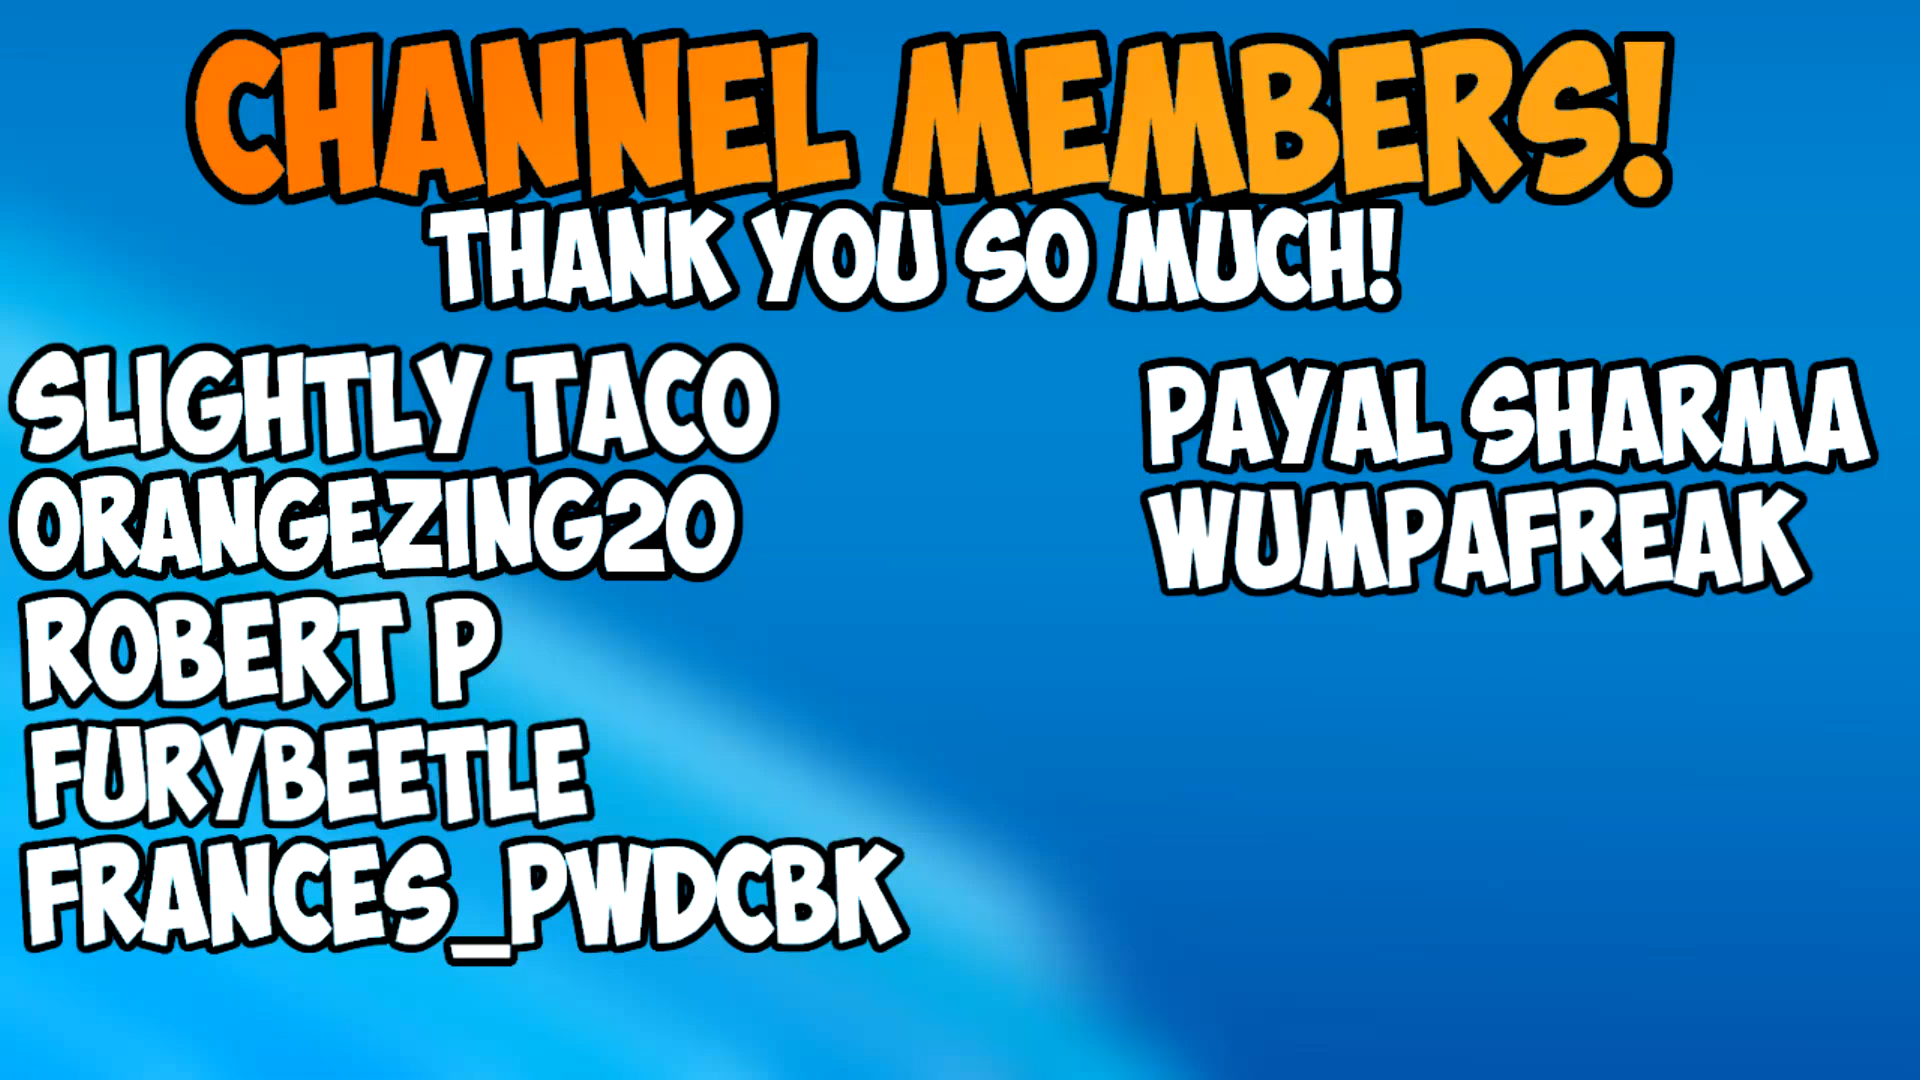 CHANNEL MEMBERS!
THANK YOU SO MUCH!
SLIGHTLY TACO
ORANGEZING20
ROBERT P
FURYBEETLE
FRANCES_PWDCBK
PAYAL SHARMA
WUMPAFREAK